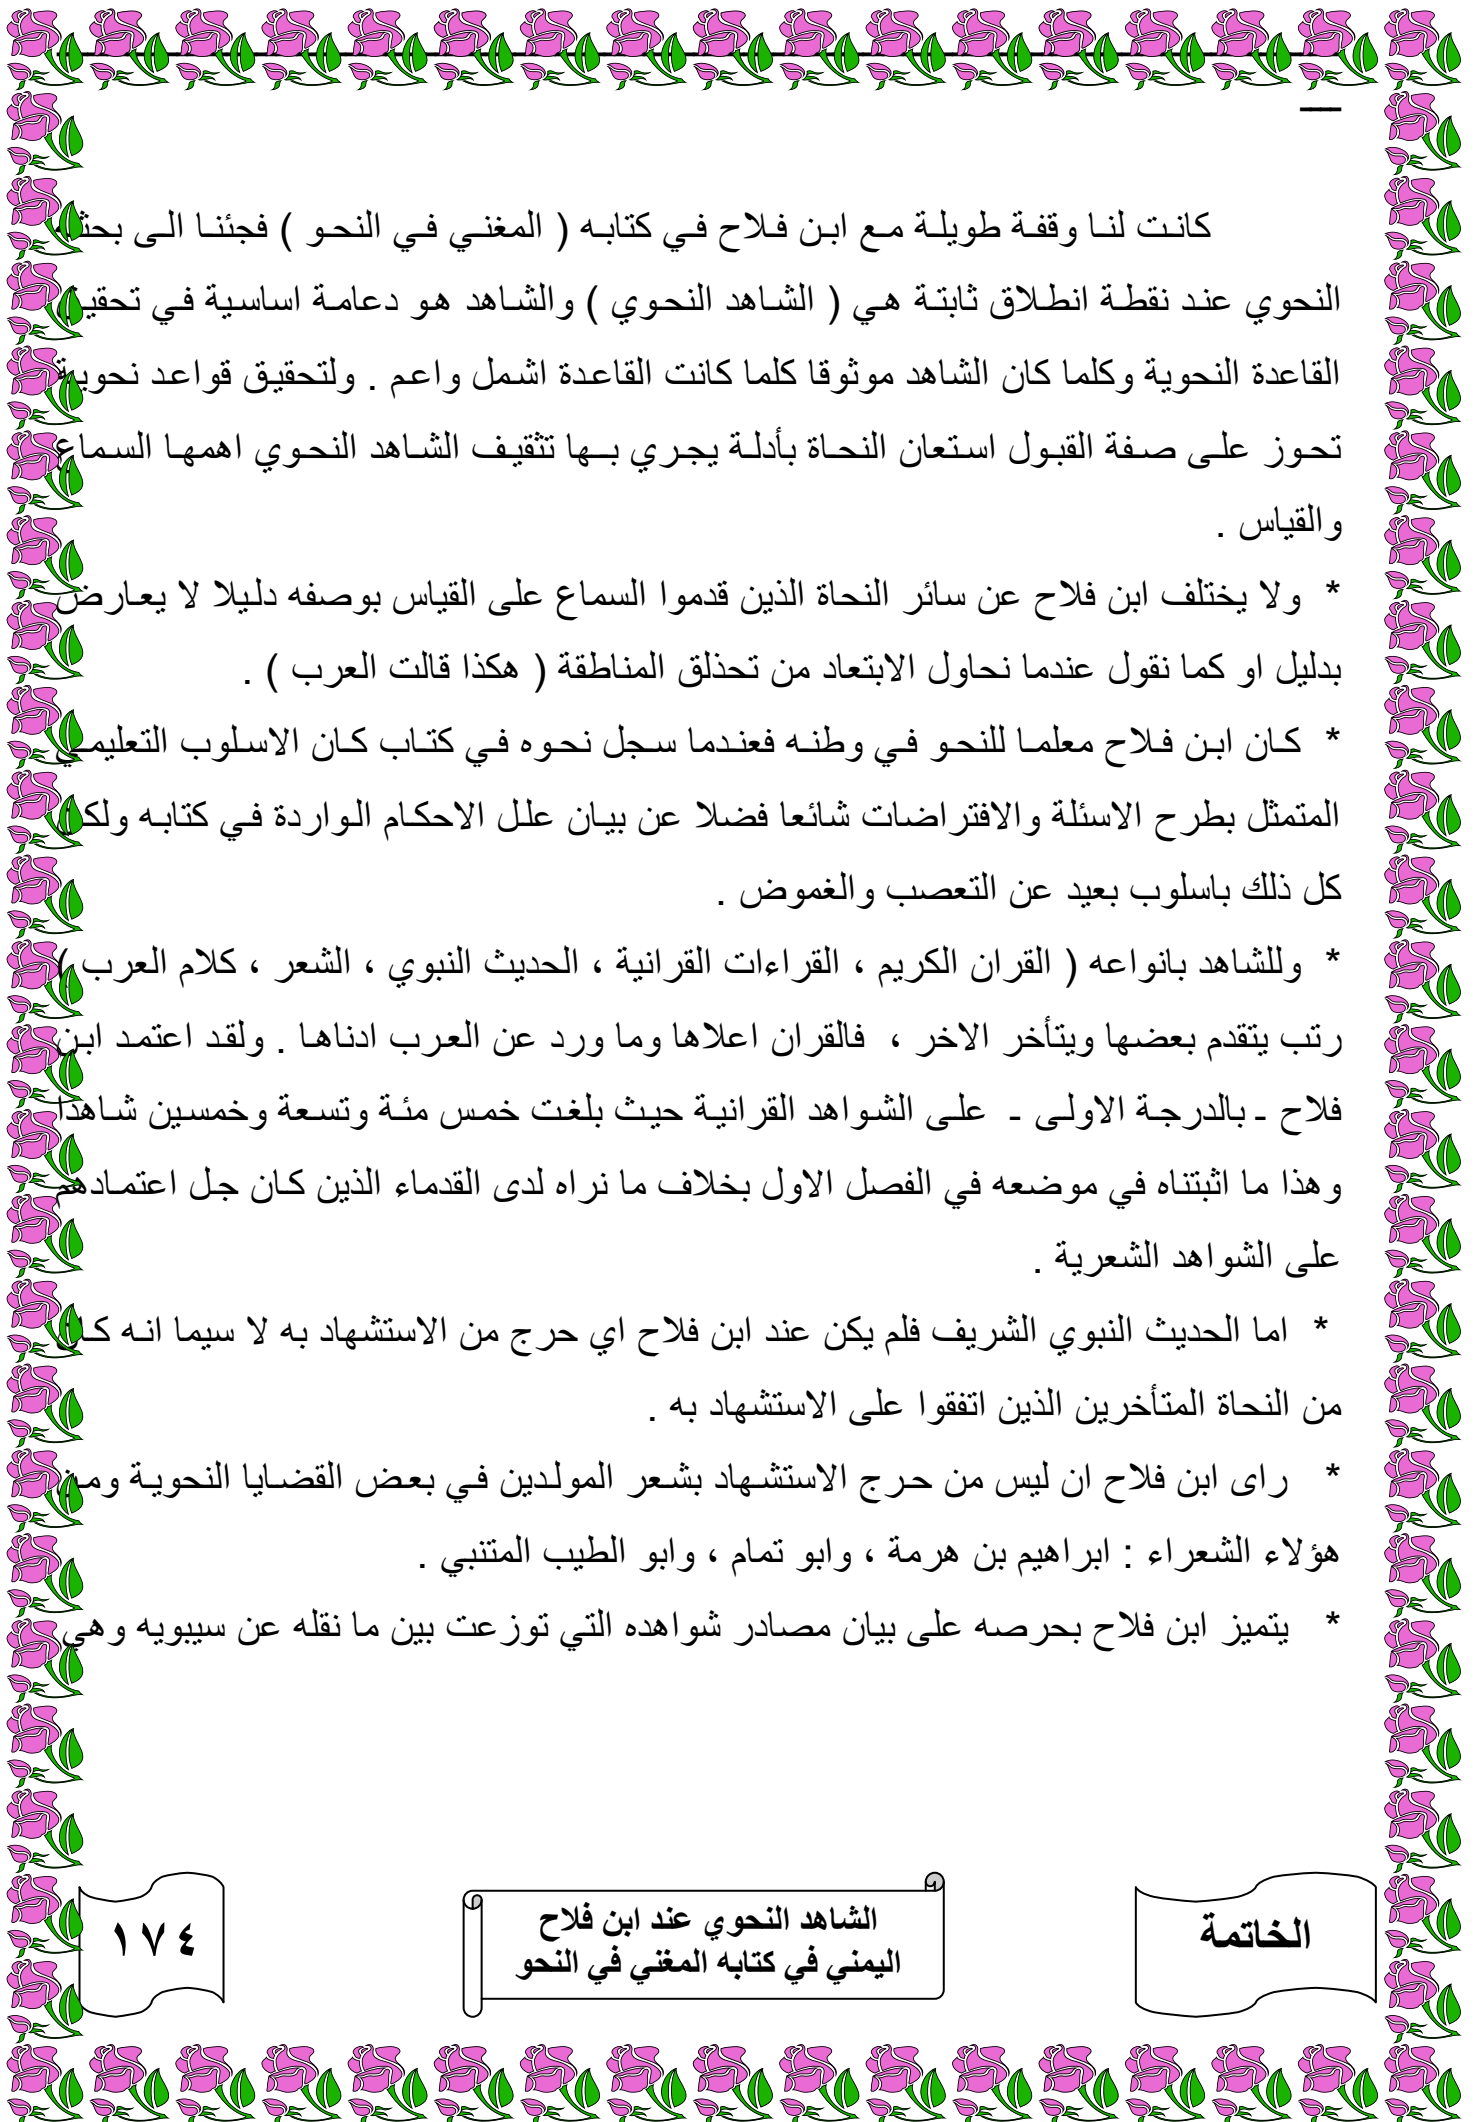 كانت لنا وقفة طويلة مع ابن فلاح في كتابه ( المغني في النحو ) فجئنا الى بحثه
النحوي عند نقطة انطلاق ثابتة هي ( الشاهد النحوي ) والشاهد هو دعامة اساسية في تحقيق
القاعدة النحوية وكلما كان الشاهد موثوقا كلما كانت القاعدة اشمل واعم . ولتحقيق قواعد نحوية
تحوز على صفة القبول استعان النحاة بأدلة يجري بها تثقيف الشاهد النحوي اهمها السماع
والقياس .
* ولا يختلف ابن فلاح عن سائر النحاة الذين قدموا السماع على القياس بوصفه دليلا لا يعارض
بدليل او كما نقول عندما نحاول الابتعاد من تحذلق المناطقة ( هكذا قالت العرب ) .
* كان ابن فلاح معلما للنحو في وطنه فعندما سجل نحوه في كتاب كان الاسلوب التعليمي
المتمثل بطرح الاسئلة والافتراضات شائعا فضلا عن بيان علل الاحكام الواردة في كتابه ولكن
كل ذلك باسلوب بعيد عن التعصب والغموض .
* وللشاهد بانواعه ( القران الكريم ، القراءات القرانية ، الحديث النبوي ، الشعر ، كلام العرب )
رتب يتقدم بعضها ويتأخر الاخر ، فالقران اعلاها وما ورد عن العرب ادناها . ولقد اعتمد ابن
فلاح ـ بالدرجة الاولى ـ على الشواهد القرانية حيث بلغت خمس مئة وتسعة وخمسين شاهدا
وهذا ما اثبتناه في موضعه في الفصل الاول بخلاف ما نراه لدى القدماء الذين كان جل اعتمادهم
على الشواهد الشعرية .
* اما الحديث النبوي الشريف فلم يكن عند ابن فلاح اي حرج من الاستشهاد به لا سيما انه كان
من النحاة المتأخرين الذين اتفقوا على الاستشهاد به .
* راى ابن فلاح ان ليس من حرج الاستشهاد بشعر المولدين في بعض القضايا النحوية ومن
هؤلاء الشعراء : ابراهيم بن هرمة ، وابو تمام ، وابو الطيب المتنبي .
* يتميز ابن فلاح بحرصه على بيان مصادر شواهده التي توزعت بين ما نقله عن سيبويه وهي
الخاتمة
الشاهد النحوي عند ابن فلاح
اليمني في كتابه المغني في النحو
١٧٤